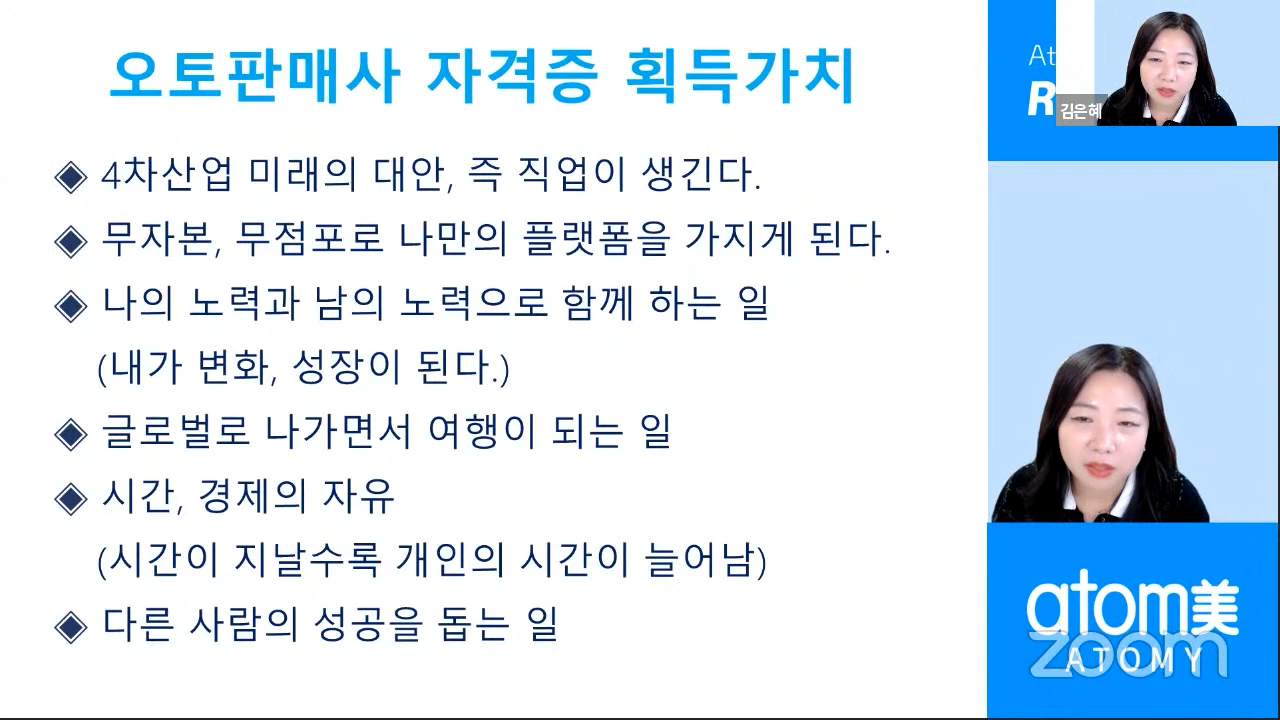 오토판매사 자격증 획득가치
◈ 4차산업 미래의 대안, 즉 직업이 생긴다.
◈ 무자본, 무점포로 나만의 플랫폼을 가지게 된다.
◈ 나의 노력과 남의 노력으로 함께 하는 일
(내가 변화, 성장이 된다.)
◈ 글로벌로 나가면서 여행이 되는 일
◈ 시간, 경제의 자유
(시간이 지날수록 개인의 시간이 늘어남)
◈ 다른 사람의 성공을 돕는 일
At
R
김은혜
atom美
zoom
ATOMY